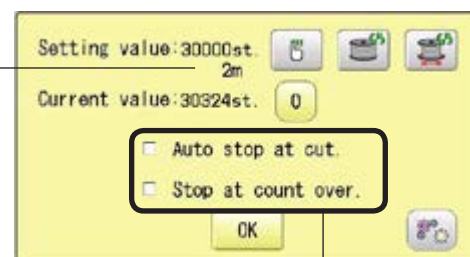 Setting value:30000st.
2m
Current value:30324st. 0
Auto stop at cut.
Stop at count over.
OK